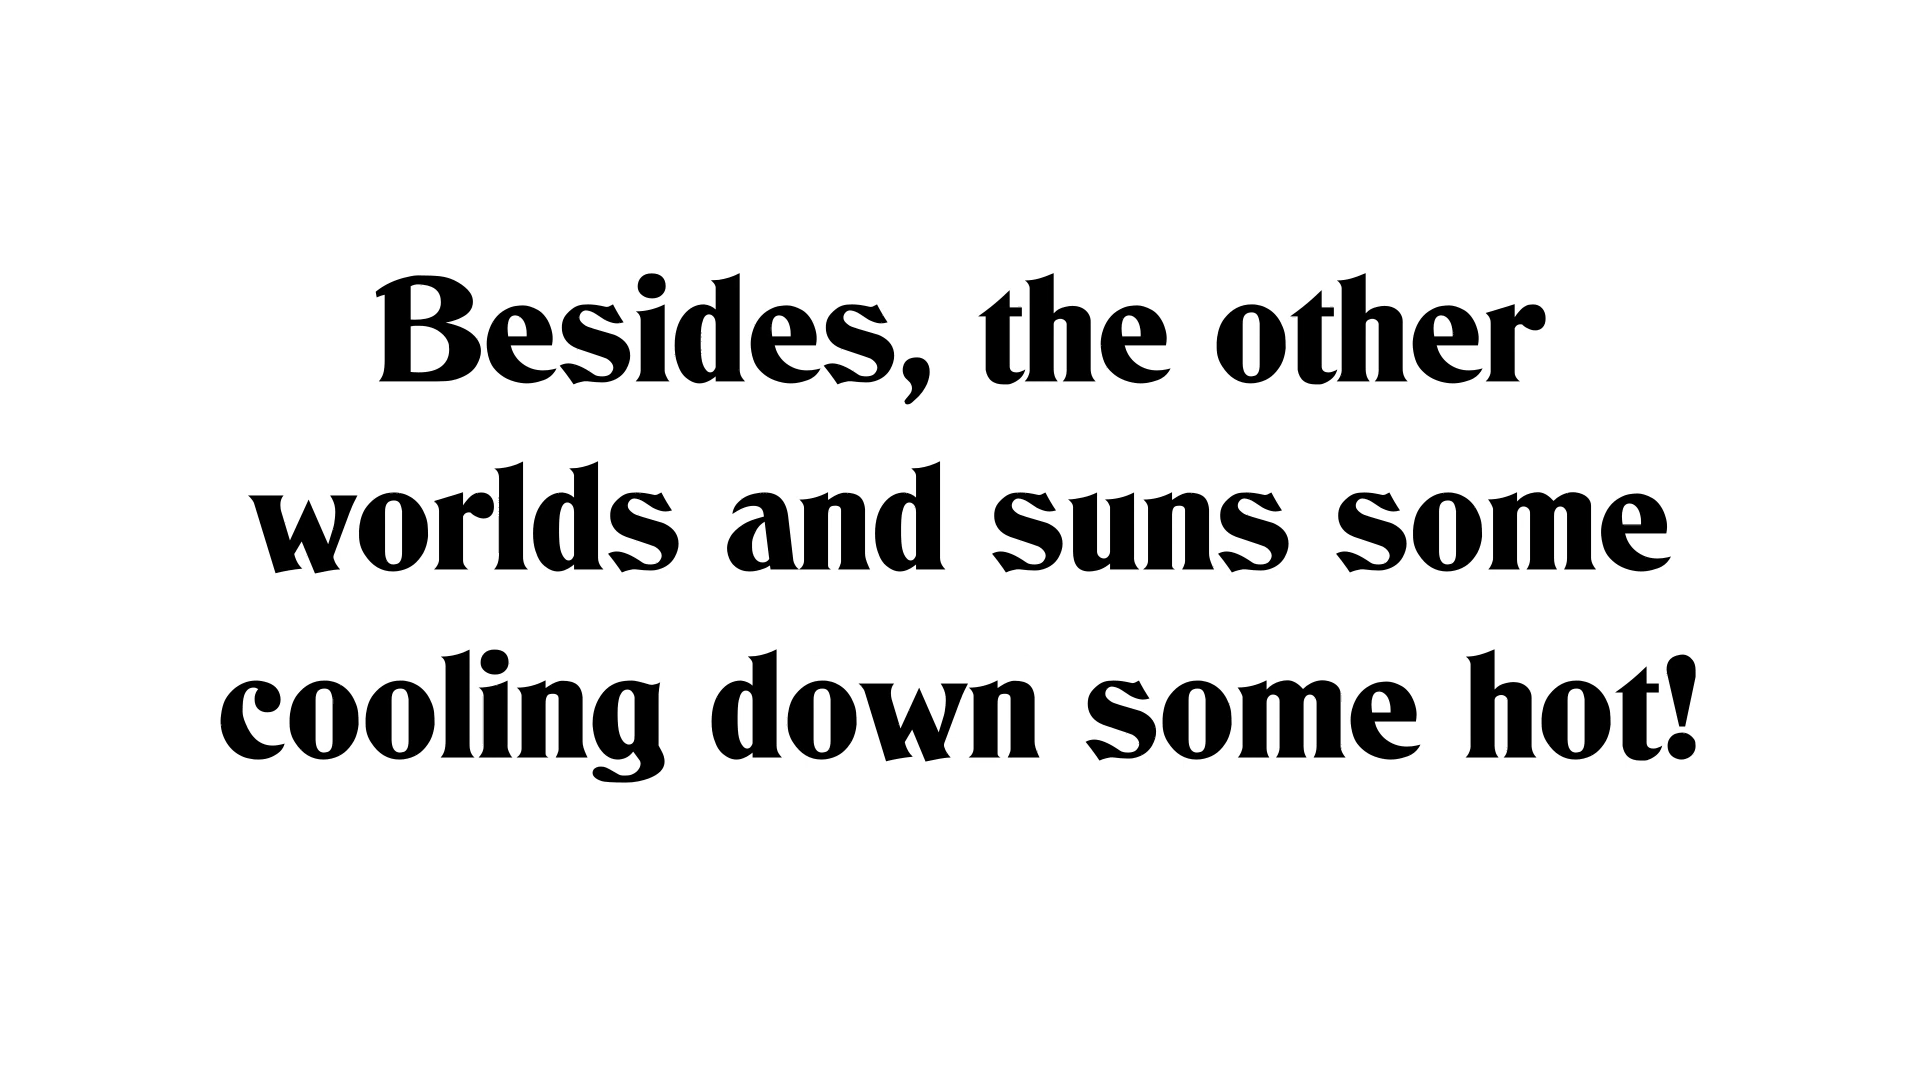 Besides, the other
worlds and suns some
cooling down some hot!